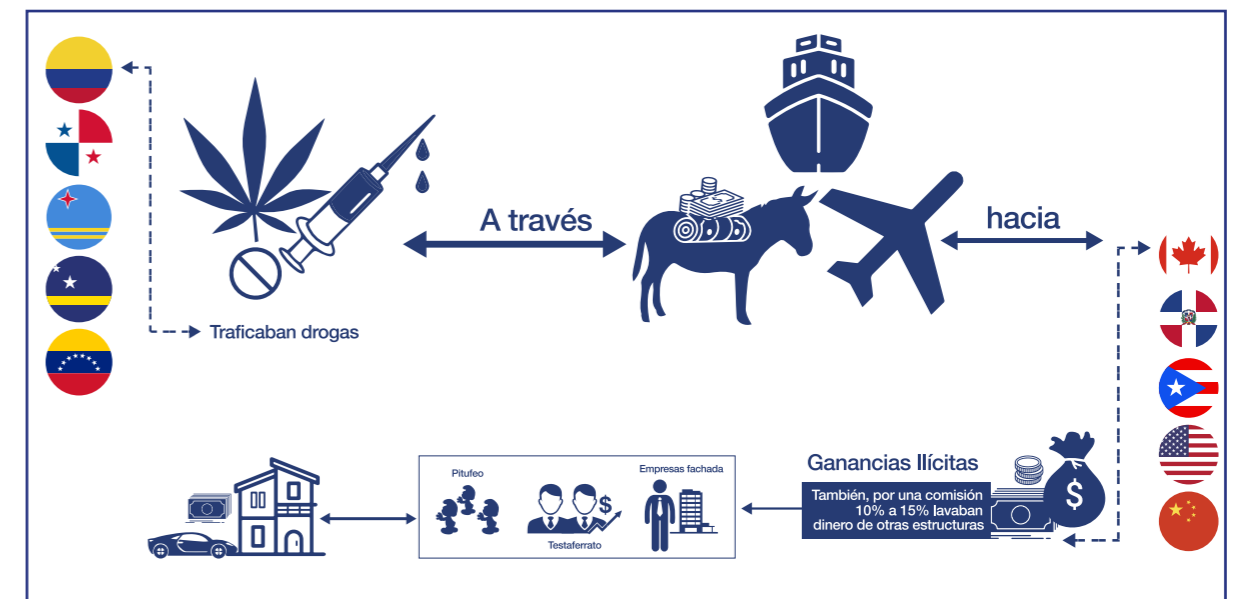 A través
hacia
Traficaban drogas
Ganancias Ilícitas
También, por una comisión
10% a 15% lavaban
dinero de otras estructuras
$
Pitufeo
Testaferrato
$
Empresas fachada